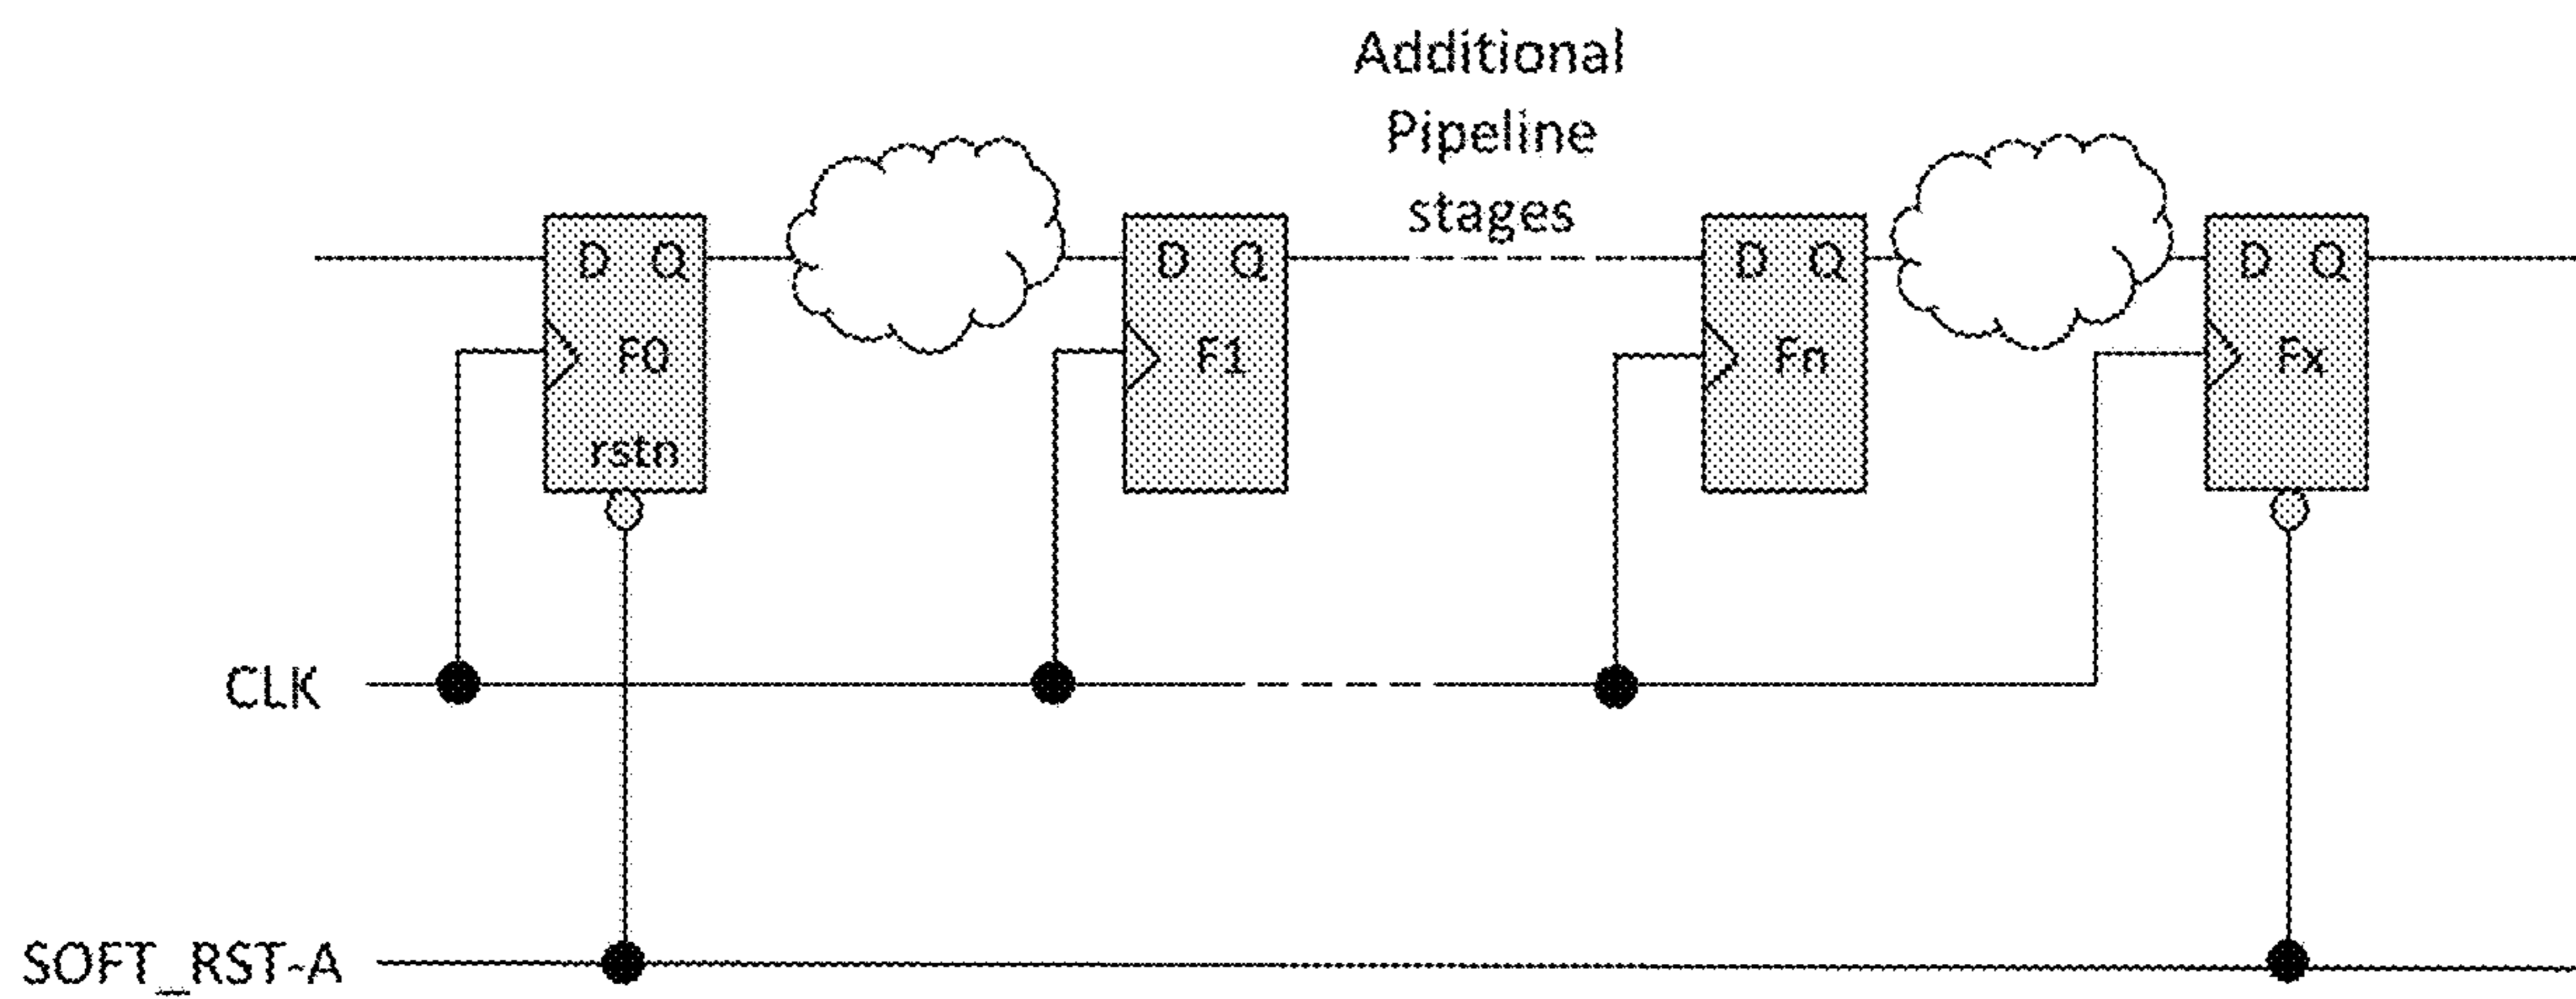 Additional
Pipeline
stages
D Q
F0
rstn
D Q
F1
D Q
Fn
D Q
Fx
CLK
SOFT_RST-A